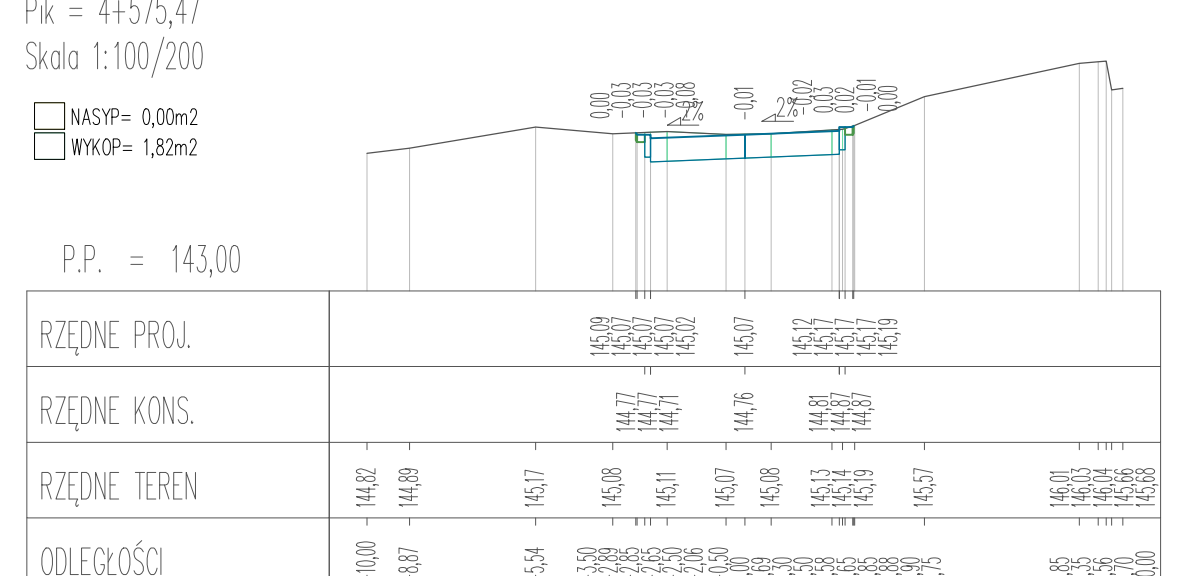 Pik = 4+575,47
Skala 1:100/200
NASYP= 0,00m2
WYKOP= 1,82m2
0,00 -0,03 -0,03 -0,03 -0,08 -0,01 -0,02 0,02 -0,01 0,00
2% 2%
P.P. = 143,00
RZĘDNE PROJ. 145,09 145,07 145,07 145,07 145,02 145,07 145,12 145,17 145,17 145,17 145,19
RZĘDNE KONS. 144,77 144,77 144,71 144,76 144,81 144,87 144,87
RZĘDNE TEREN 144,82 144,89 145,17 145,08 145,11 145,07 145,08 145,13 145,14 145,19 145,57 146,01 146,03 146,04 145,66 145,68
ODLEGŁOŚCI